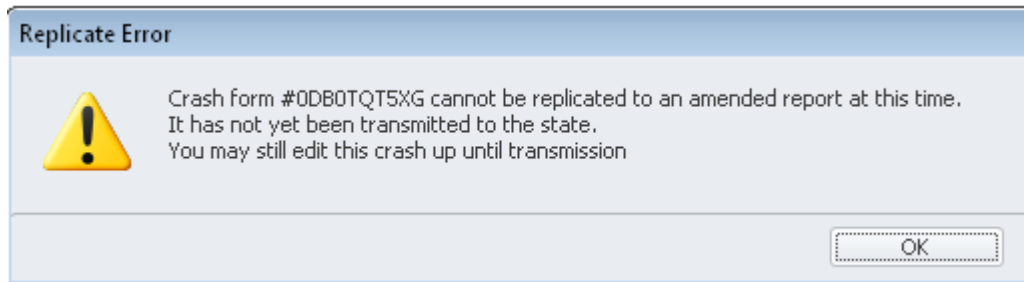 Replicate Error
Crash form #0DB0TQT5XG cannot be replicated to an amended report at this time.
It has not yet been transmitted to the state.
You may still edit this crash up until transmission
OK